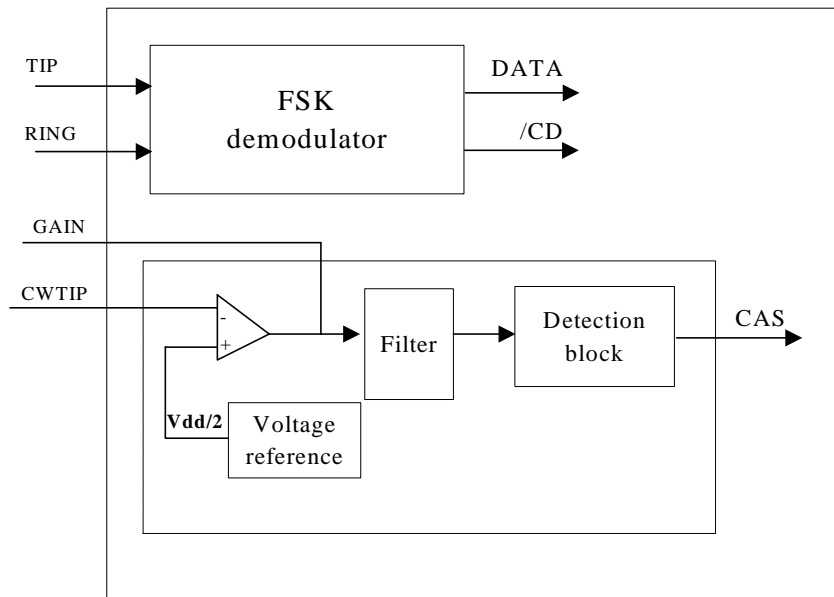 TIP
RING
FSK
demodulator
DATA
/CD
GAIN
CWTIP
-
+
Vdd/2
Voltage
reference
Filter
Detection
block
CAS